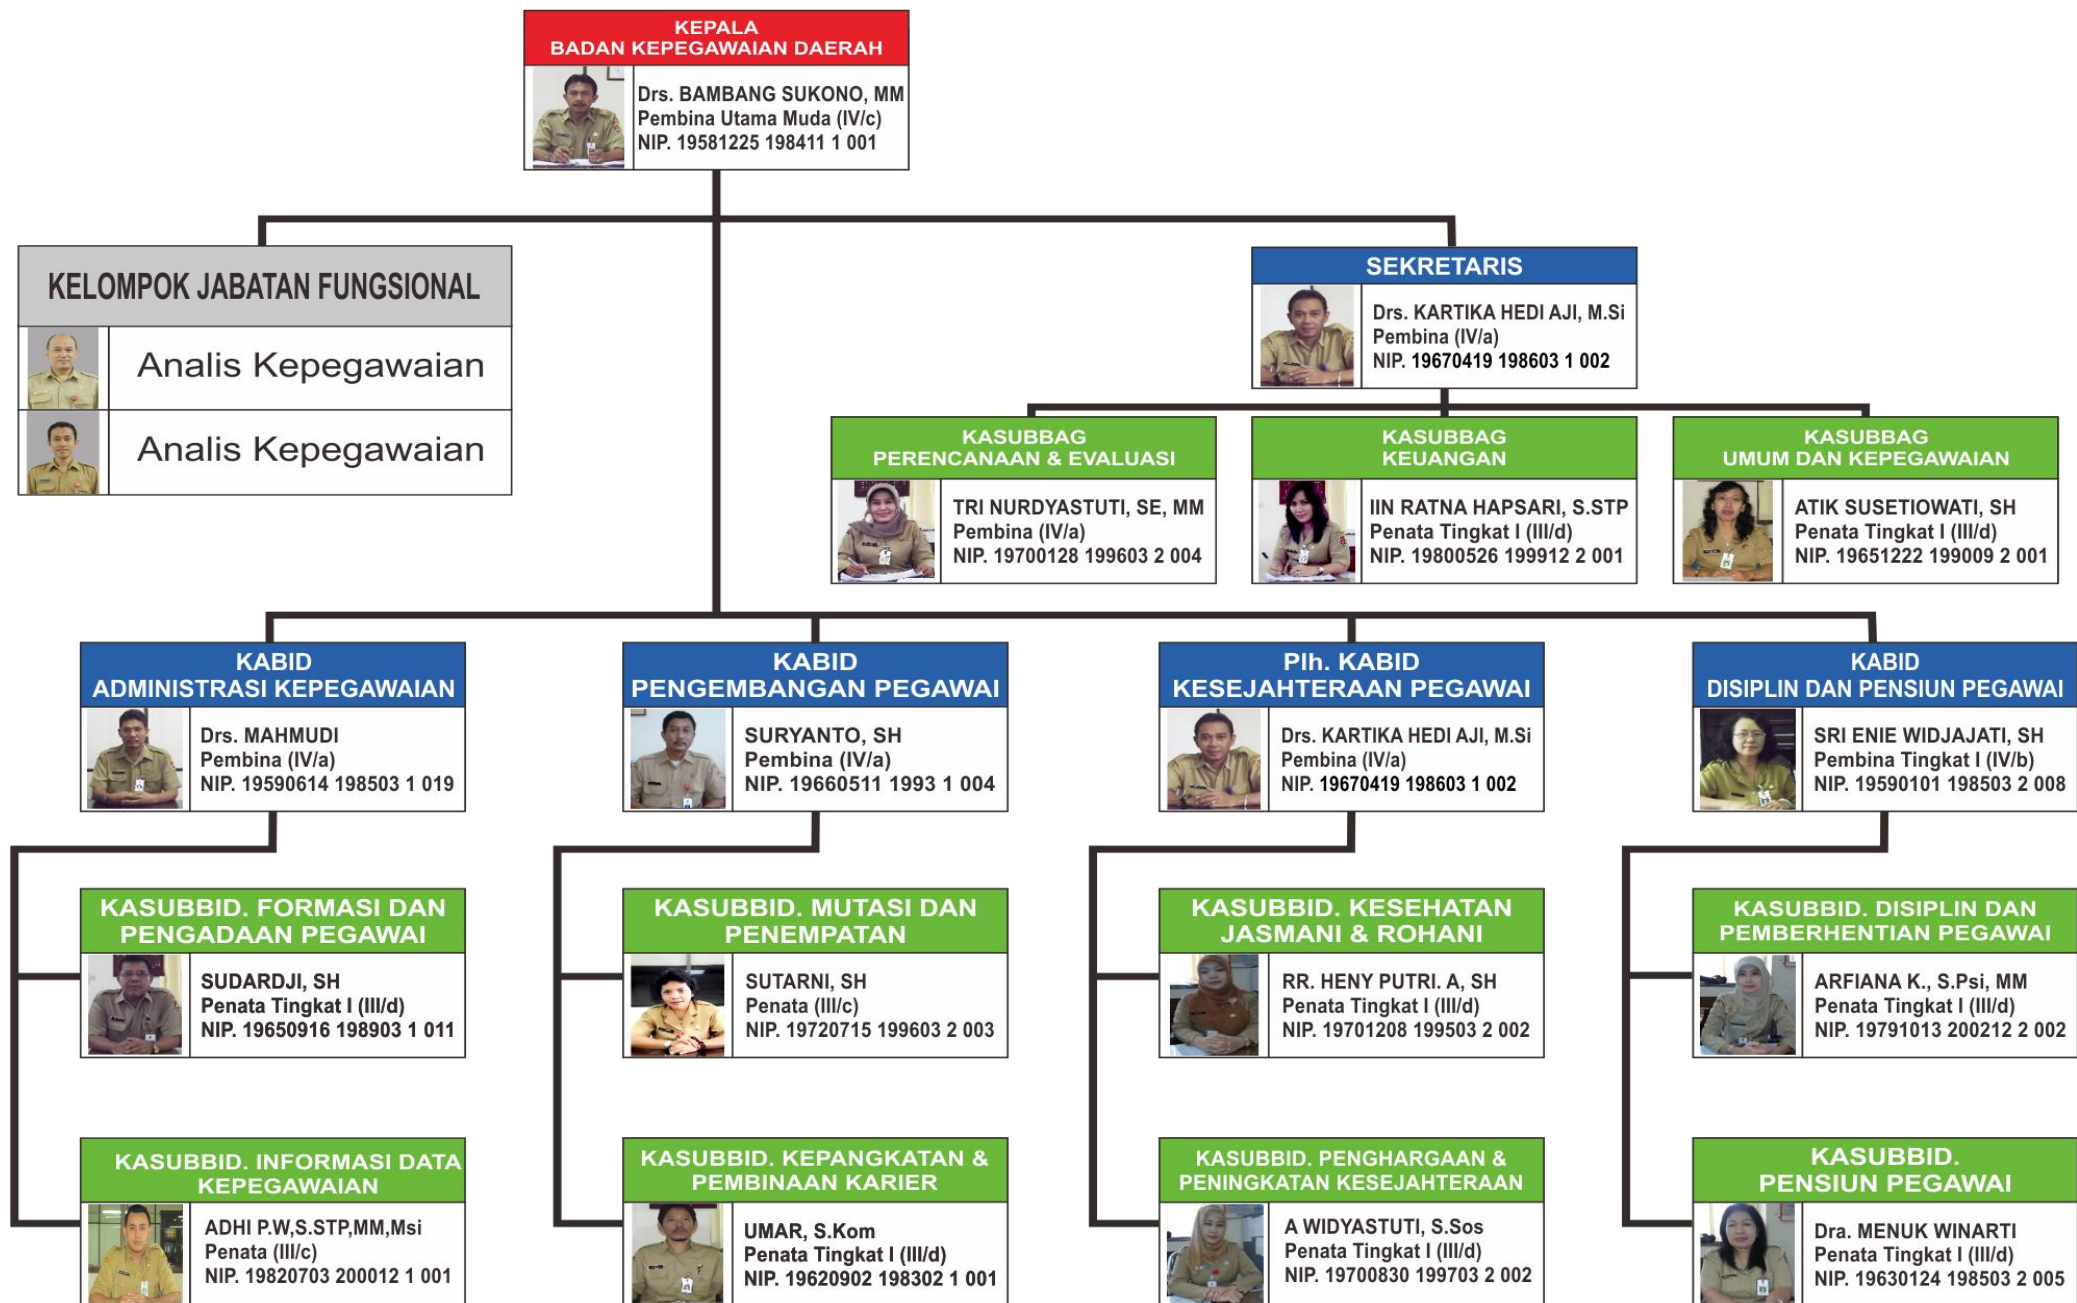 KEPALA
BADAN KEPEGAWAIAN DAERAH
Drs. BAMBANG SUKONO, MM
Pembina Utama Muda (IV/c)
NIP. 19581225 198411 1 001
KELOMPOK JABATAN FUNGSIONAL
Analis Kepegawaian
Analis Kepegawaian
SEKRETARIS
Drs. KARTIKA HEDI AJI, M.Si
Pembina (IV/a)
NIP. 19670419 198603 1 002
KASUBBAG
PERENCANAAN & EVALUASI
TRI NURDYASTUTI, SE, MM
Pembina (IV/a)
NIP. 19700128 199603 2 004
KASUBBAG
KEUANGAN
IIN RATNA HAPSARI, S.STP
Penata Tingkat I (III/d)
NIP. 19800526 199912 2 001
KASUBBAG
UMUM DAN KEPEGAWAIAN
ATIK SUSETIOWATI, SH
Penata Tingkat I (III/d)
NIP. 19651222 199009 2 001
KABID
ADMINISTRASI KEPEGAWAIAN
Drs. MAHMUDI
Pembina (IV/a)
NIP. 19590614 198503 1 019
KABID
PENGEMBANGAN PEGAWAI
SURYANTO, SH
Pembina (IV/a)
NIP. 19660511 1993 1 004
Plh. KABID
KESEJAHTERAAN PEGAWAI
Drs. KARTIKA HEDI AJI, M.Si
Pembina (IV/a)
NIP. 19670419 198603 1 002
KABID
DISIPLIN DAN PENSIUN PEGAWAI
SRI ENIE WIDJAJATI, SH
Pembina Tingkat I (IV/b)
NIP. 19590101 198503 2 008
KASUBBID. FORMASI DAN
PENGADAAN PEGAWAI
SUDARDJI, SH
Penata Tingkat I (III/d)
NIP. 19650916 198903 1 011
KASUBBID. MUTASI DAN
PENEMPATAN
SUTARNI, SH
Penata (III/c)
NIP. 19720715 199603 2 003
KASUBBID. KESEHATAN
JASMANI & ROHANI
RR. HENY PUTRI. A, SH
Penata Tingkat I (III/d)
NIP. 19701208 199503 2 002
KASUBBID. DISIPLIN DAN
PEMBERHENTIAN PEGAWAI
ARFIANA K., S.Psi, MM
Penata Tingkat I (III/d)
NIP. 19791013 200212 2 002
KASUBBID. INFORMASI DATA
KEPEGAWAIAN
ADHI P.W,S.STP,MM,Msi
Penata (III/c)
NIP. 19820703 200012 1 001
KASUBBID. KEPANGKATAN &
PEMBINAAN KARIER
UMAR, S.Kom
Penata Tingkat I (III/d)
NIP. 19620902 198302 1 001
KASUBBID. PENGHARGAAN &
PENINGKATAN KESEJAHTERAAN
A WIDYASTUTI, S.Sos
Penata Tingkat I (III/d)
NIP. 19700830 199703 2 002
KASUBBID.
PENSIUN PEGAWAI
Dra. MENUK WINARTI
Penata Tingkat I (III/d)
NIP. 19630124 198503 2 005